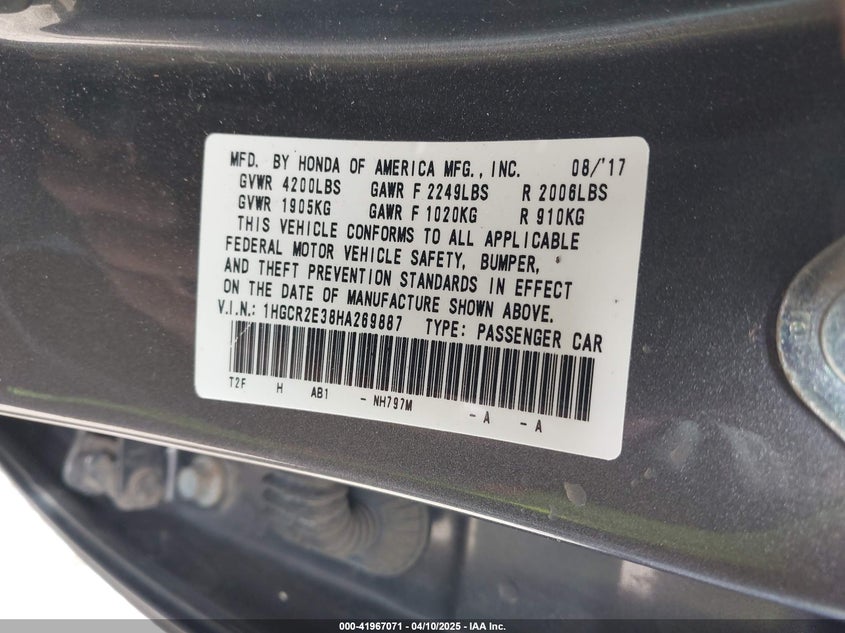 MFD. BY HONDA OF AMERICA MFG., INC. 08/'17
GVWR 4200LBS GAWR F 2249LBS R 2006LBS
GVWR 1905KG GAWR F 1020KG R 910KG
THIS VEHICLE CONFORMS TO ALL APPLICABLE
FEDERAL MOTOR VEHICLE SAFETY, BUMPER,
AND THEFT PREVENTION STANDARDS IN EFFECT
ON THE DATE OF MANUFACTURE SHOWN ABOVE.
V.I.N.: 1HGCR2E38HA269887 TYPE: PASSENGER CAR
T2F H AB1 - NH797M - A - A
000-41967071 04/10/2025 - IAA Inc.